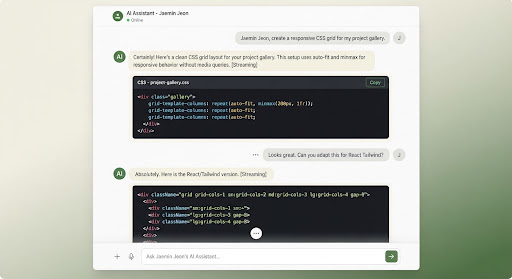 AI Assistant - Jaemin Jeon
Online
Jaemin Jeon, create a responsive CSS grid for my project gallery.
J
AI
Certainly! Here's a clean CSS grid layout for your project gallery. This setup uses auto-fit and minmax for
responsive behavior without media queries. [Streaming]
CSS - project-gallery.css
Copy
<div class="gallery">
grid-template-columns: repeat(auto-fit, minmax(200px, 1fr));
grid-template-columns: repeat(auto-fit;
grid-template-columns: repeat(auto-fit;
</div>
</div>
Looks great. Can you adapt this for React Tailwind?
J
AI
Absolutely. Here is the React/Tailwind version: [Streaming]
<div className="grid grid-cols-1 sm:grid-cols-2 md:grid-cols-3 lg:grid-cols-4 gap-8">
<div>
<div className="sm:grid-cols-1 sm:=">
<div className="lg:grid-cols-3 gap-8>
<div className="lg:grid-cols-4 gap-8>
</div>
</div>
Ask Jaemin Jeon's AI Assistant...